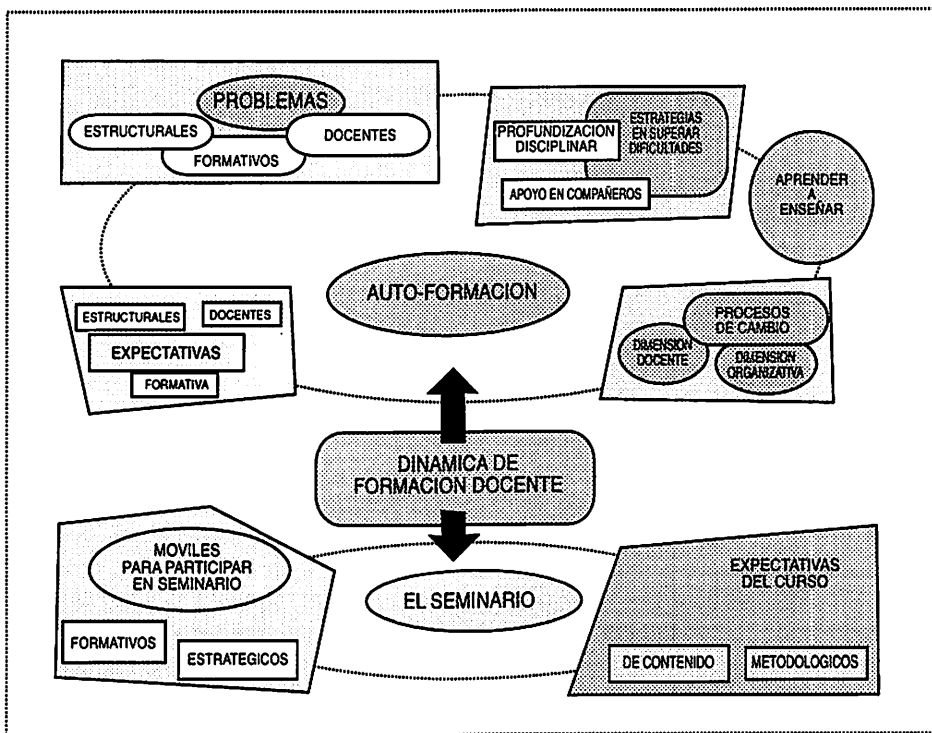 PROBLEMAS
ESTRUCTURALES
DOCENTES
FORMATIVOS
ESTRATEGIAS
EN SUPERAR
DIFICULTADES
PROFUNDIZACION
DISCIPLINAR
APOYO EN COMPAÑEROS
APRENDER
A
ENSEÑAR
AUTO-FORMACION
ESTRUCTURALES
DOCENTES
EXPECTATIVAS
FORMATIVA
PROCESOS
DE CAMBIO
DIMENSION
DOCENTE
DIMENSION
ORGANIZATIVA
DINAMICA DE
FORMACION DOCENTE
MOVILES
PARA PARTICIPAR
EN SEMINARIO
FORMATIVOS
ESTRATEGICOS
EL SEMINARIO
EXPECTATIVAS
DEL CURSO
DE CONTENIDO
METODOLOGICOS